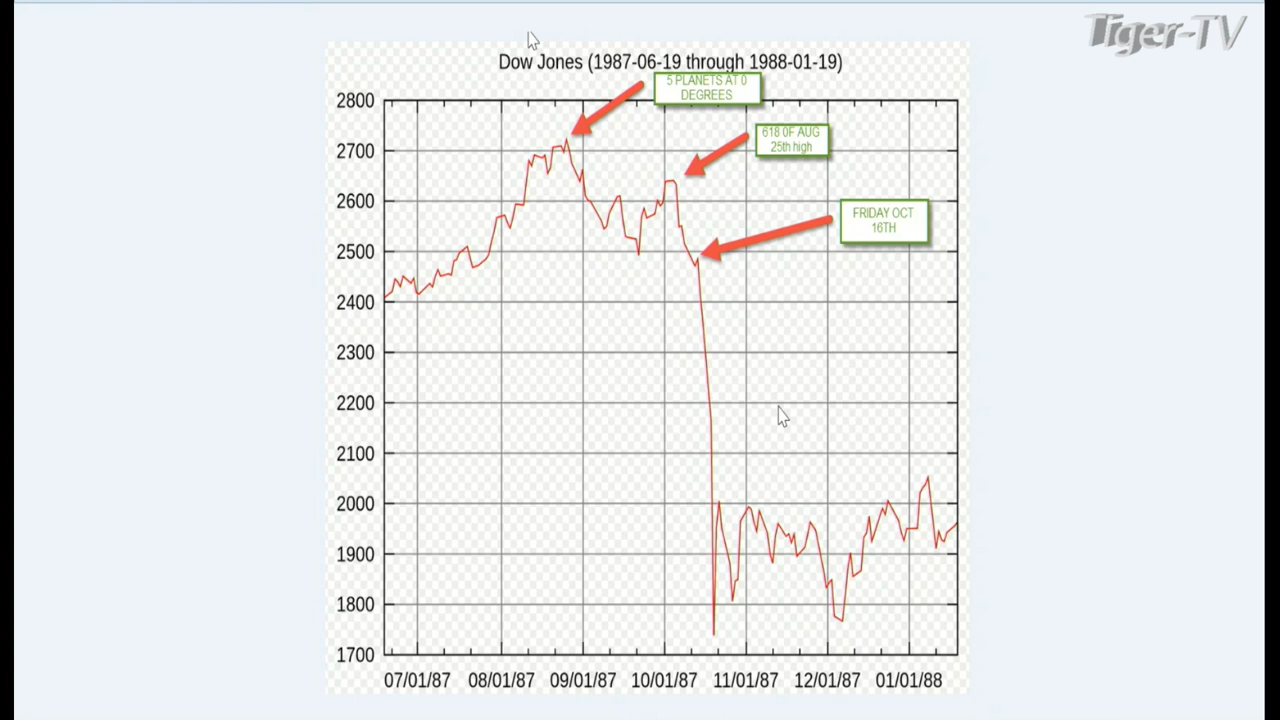 Tiger-TV
Dow Jones (1987-06-19 through 1988-01-19)
5 PLANETS AT 0
DEGREES
618 0F AUG
25th high
FRIDAY OCT
16TH
2800
2700
2600
2500
2400
2300
2200
2100
2000
1900
1800
1700
07/01/87 08/01/87 09/01/87 10/01/87 11/01/87 12/01/87 01/01/88